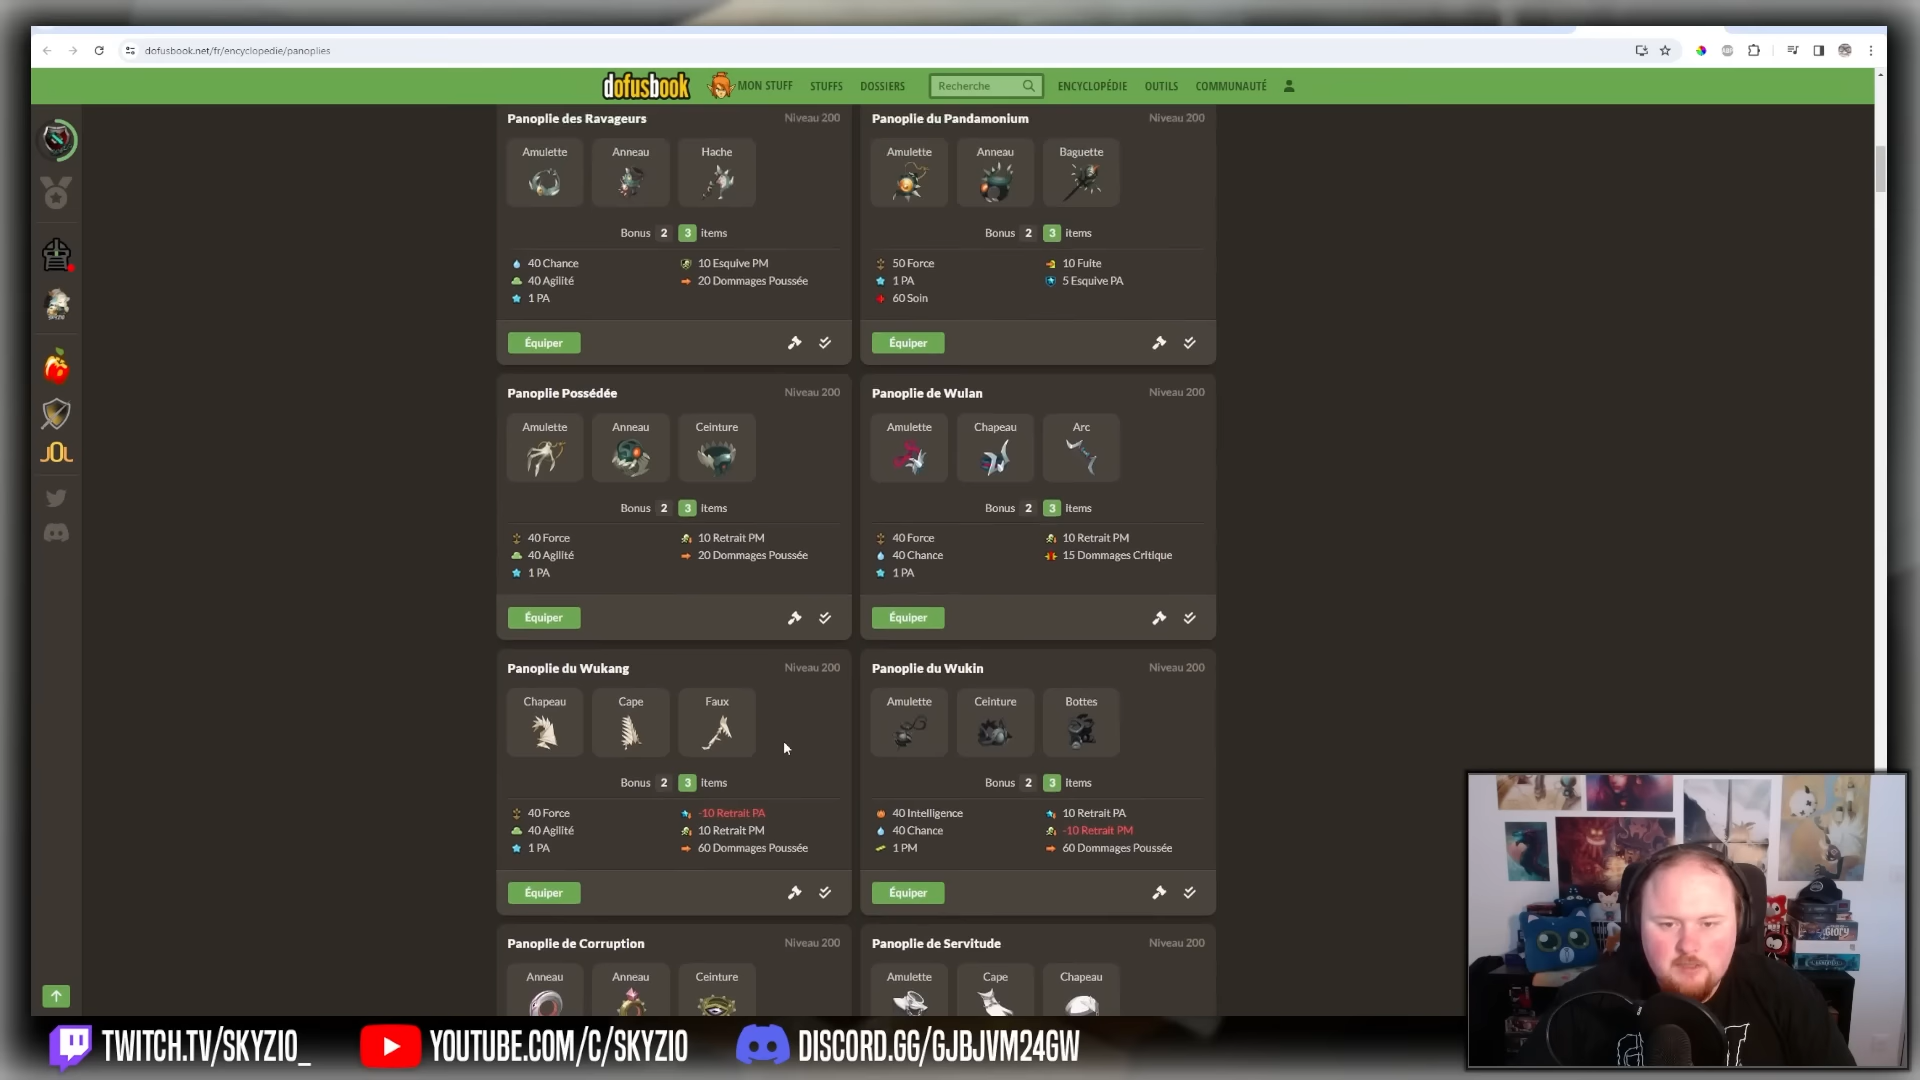 dofusbook.net/fr/encyclopedie/panoplies
dofusbook
MON STUFF
STUFFS
DOSSIERS
Recherche
ENCYCLOPÉDIE
OUTILS
COMMUNAUTÉ
JOL
Panoplie des Ravageurs
Niveau 200
Amulette
Anneau
Hache
Bonus 2 3 items
40 Chance
10 Esquive PM
40 Agilité
20 Dommages Poussée
1 PA
Équiper
Panoplie du Pandamonium
Niveau 200
Amulette
Anneau
Baguette
Bonus 2 3 items
50 Force
10 Fuite
1 PA
5 Esquive PA
60 Soin
Équiper
Panoplie Possédée
Niveau 200
Amulette
Anneau
Ceinture
Bonus 2 3 items
40 Force
10 Retrait PM
40 Agilité
20 Dommages Poussée
1 PA
Équiper
Panoplie de Wulan
Niveau 200
Amulette
Chapeau
Arc
Bonus 2 3 items
40 Force
10 Retrait PM
40 Chance
15 Dommages Critique
1 PA
Équiper
Panoplie du Wukang
Niveau 200
Chapeau
Cape
Faux
Bonus 2 3 items
40 Force
-10 Retrait PA
40 Agilité
10 Retrait PM
1 PA
60 Dommages Poussée
Équiper
Panoplie du Wukin
Niveau 200
Amulette
Ceinture
Bottes
Bonus 2 3 items
40 Intelligence
10 Retrait PA
40 Chance
-10 Retrait PM
1 PM
60 Dommages Poussée
Équiper
Panoplie de Corruption
Niveau 200
Anneau
Anneau
Ceinture
Panoplie de Servitude
Niveau 200
Amulette
Cape
Chapeau
TWITCH.TV/SKYZIO_
YOUTUBE.COM/C/SKYZIO
DISCORD.GG/GJBJVM24GW